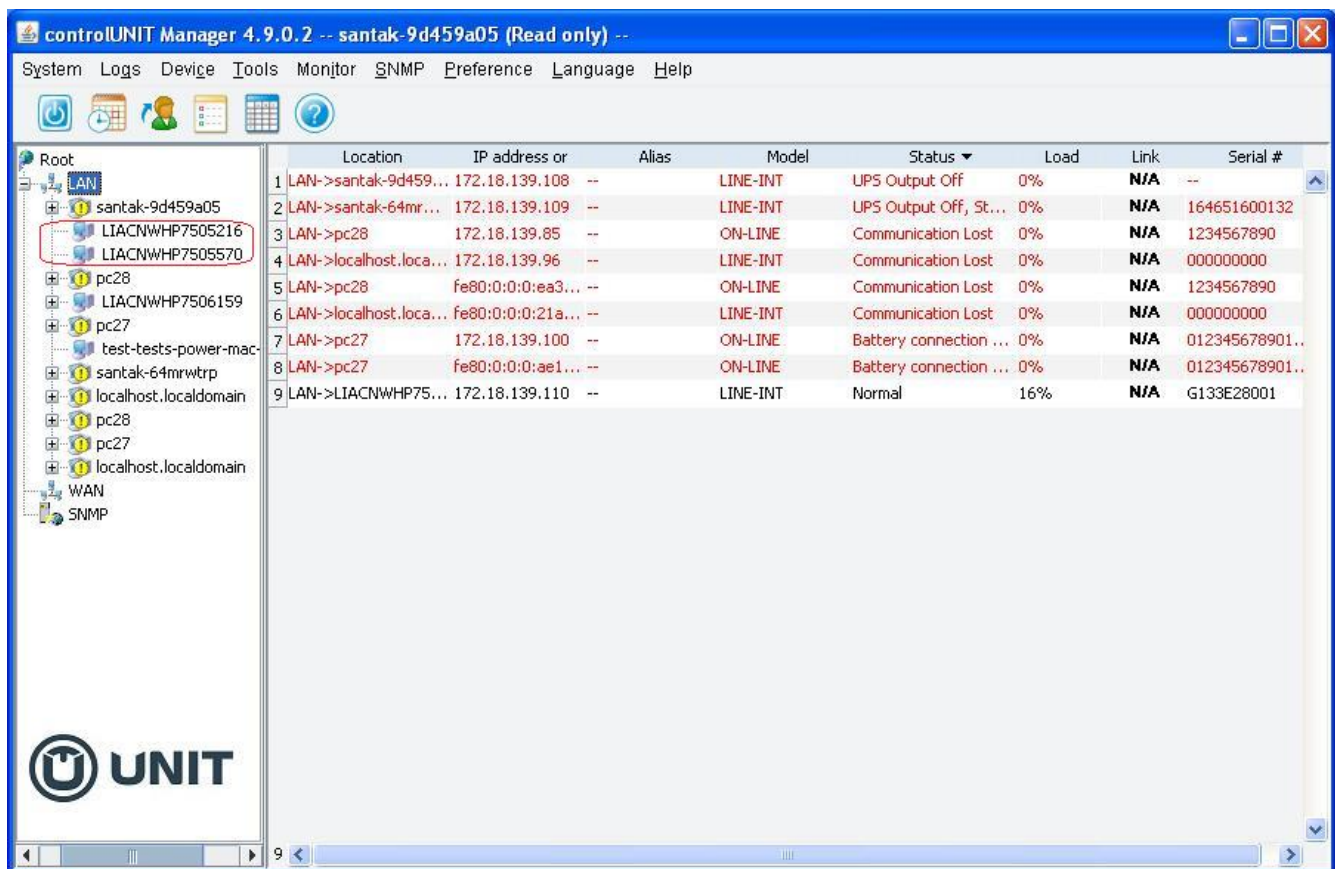 controlUNIT Manager 4.9.0.2 -- santak-9d459a05 (Read only) --
System Logs Device Tools Monitor SNMP Preference Language Help
Root
LAN
santak-9d459a05
LIACNWHP7505216
LIACNWHP7505570
pc28
LIACNWHP7506159
pc27
test-tests-power-mac-
santak-64mrwtrp
localhost.localdomain
pc28
pc27
localhost.localdomain
WAN
SNMP
UNIT
Location IP address or Alias Model Status Load Link Serial #
1 LAN->santak-9d459... 172.18.139.108 -- LINE-INT UPS Output Off 0% N/A --
2 LAN->santak-64mr... 172.18.139.109 -- LINE-INT UPS Output Off, St... 0% N/A 164651600132
3 LAN->pc28 172.18.139.85 -- ON-LINE Communication Lost 0% N/A 1234567890
4 LAN->localhost.loca... 172.18.139.96 -- LINE-INT Communication Lost 0% N/A 000000000
5 LAN->pc28 fe80:0:0:0:ea3... -- ON-LINE Communication Lost 0% N/A 1234567890
6 LAN->localhost.loca... fe80:0:0:0:21a... -- LINE-INT Communication Lost 0% N/A 000000000
7 LAN->pc27 172.18.139.100 -- ON-LINE Battery connection ... 0% N/A 012345678901..
8 LAN->pc27 fe80:0:0:0:ae1... -- ON-LINE Battery connection ... 0% N/A 012345678901..
9 LAN->LIACNWHP75... 172.18.139.110 -- LINE-INT Normal 16% N/A G133E28001
9